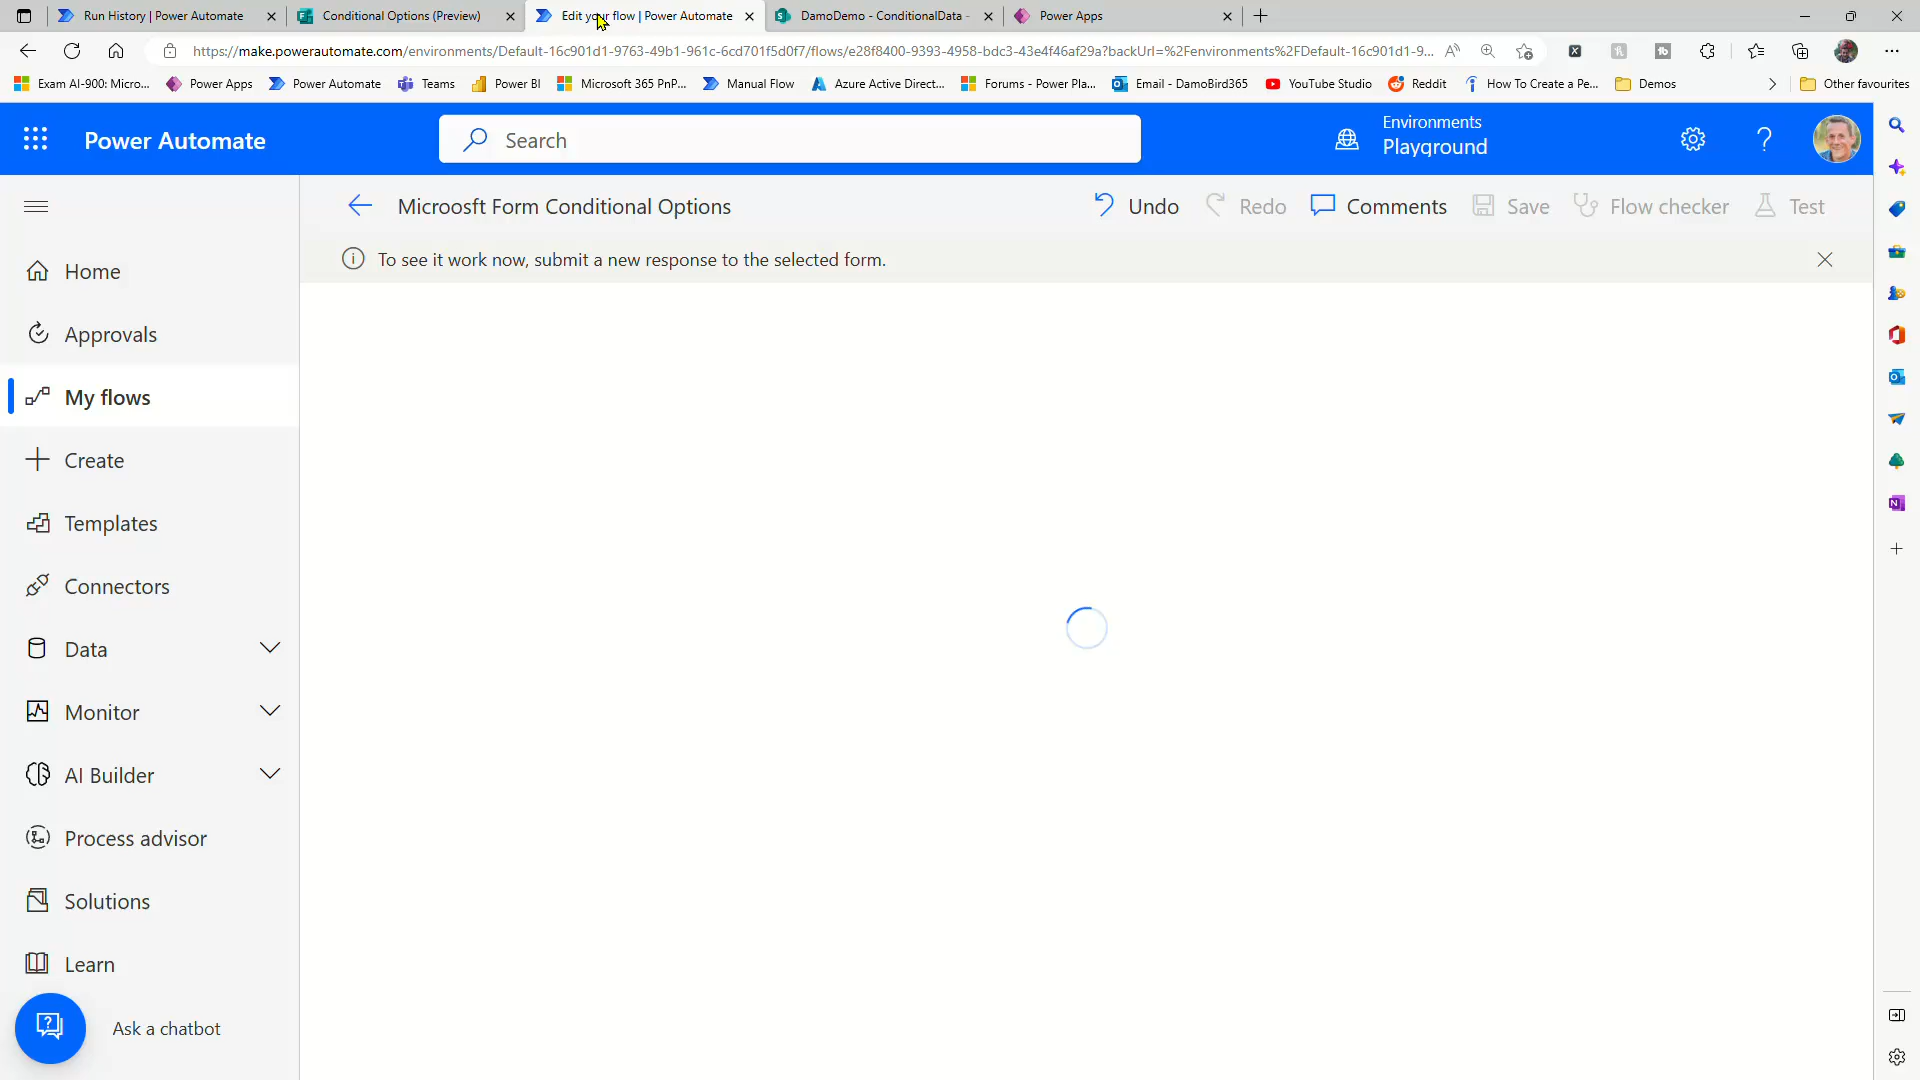 Run History | Power Automate
Conditional Options (Preview)
Edit your flow | Power Automate
DamoDemo - ConditionalData -
Power Apps
https://make.powerautomate.com/environments/Default-16c901d1-9763-49b1-961c-6cd701f5d0f7/flows/e28f8400-9393-4958-bdc3-43e4f46af29a?backUrl=%2Fenvironments%2FDefault-16c901d1-9...
Exam AI-900: Micro...
Power Apps
Power Automate
Teams
Power BI
Microsoft 365 PnP...
Manual Flow
Azure Active Direct...
Forums - Power Pla...
Email - DamoBird365
YouTube Studio
Reddit
How To Create a Pe...
Demos
Other favourites
Power Automate
Search
Environments
Playground
Microosft Form Conditional Options
Undo
Redo
Comments
Save
Flow checker
Test
To see it work now, submit a new response to the selected form.
Home
Approvals
My flows
Create
Templates
Connectors
Data
Monitor
AI Builder
Process advisor
Solutions
Learn
Ask a chatbot